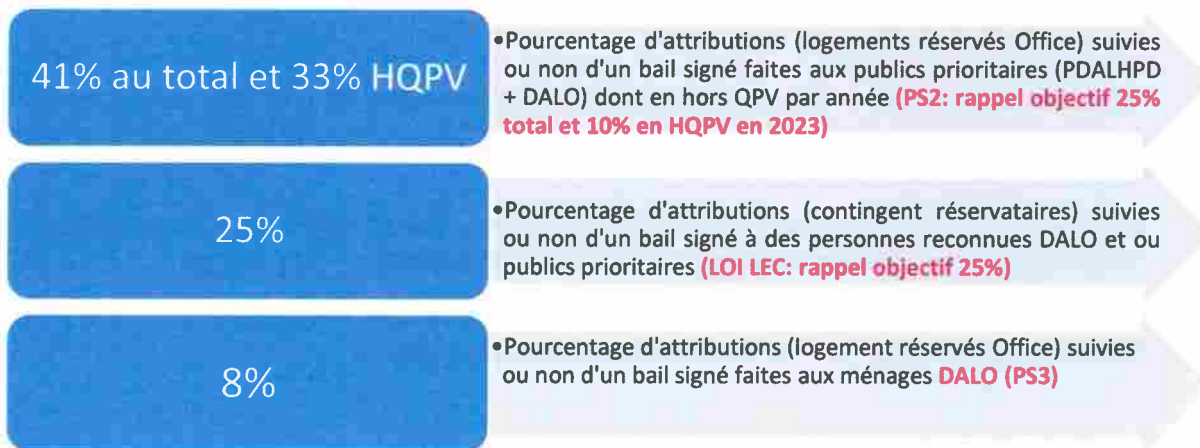 41% au total et 33% HQPV
•Pourcentage d'attributions (logements réservés Office) suivies
ou non d'un bail signé faites aux publics prioritaires (PDALHPD
+ DALO) dont en hors QPV par année (PS2: rappel objectif 25%
total et 10% en HQPV en 2023)
25%
•Pourcentage d'attributions (contingent réservataires) suivies
ou non d'un bail signé à des personnes reconnues DALO et ou
publics prioritaires (LOI LEC: rappel objectif 25%)
8%
•Pourcentage d'attributions (logement réservés Office) suivies
ou non d'un bail signé faites aux ménages DALO (PS3)